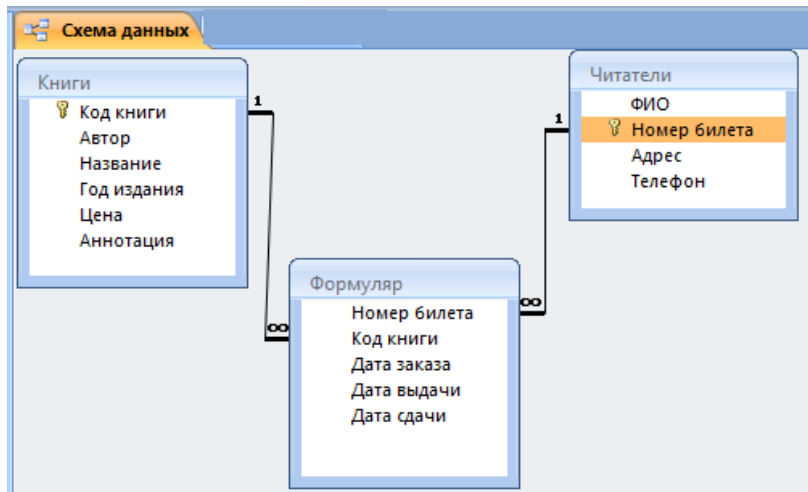 Схема данных
Книги
Код книги
Автор
Название
Год издания
Цена
Аннотация
1
∞
Читатели
ФИО
Номер билета
Адрес
Телефон
1
∞
Формуляр
Номер билета
Код книги
Дата заказа
Дата выдачи
Дата сдачи